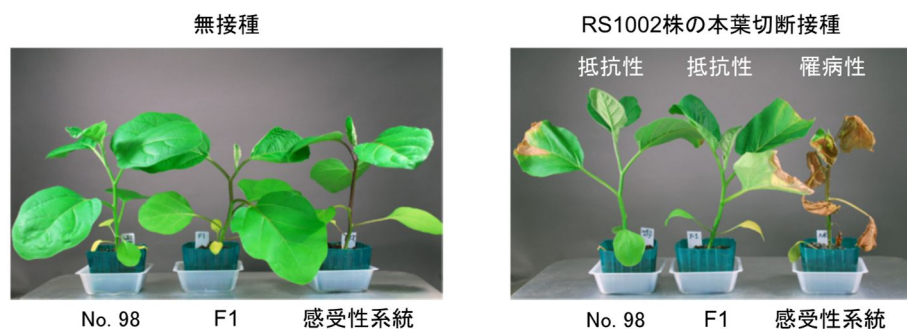 無接種
RS1002株の本葉切断接種
抵抗性
抵抗性
罹病性
No. 98
F1
感受性系統
No. 98
F1
感受性系統